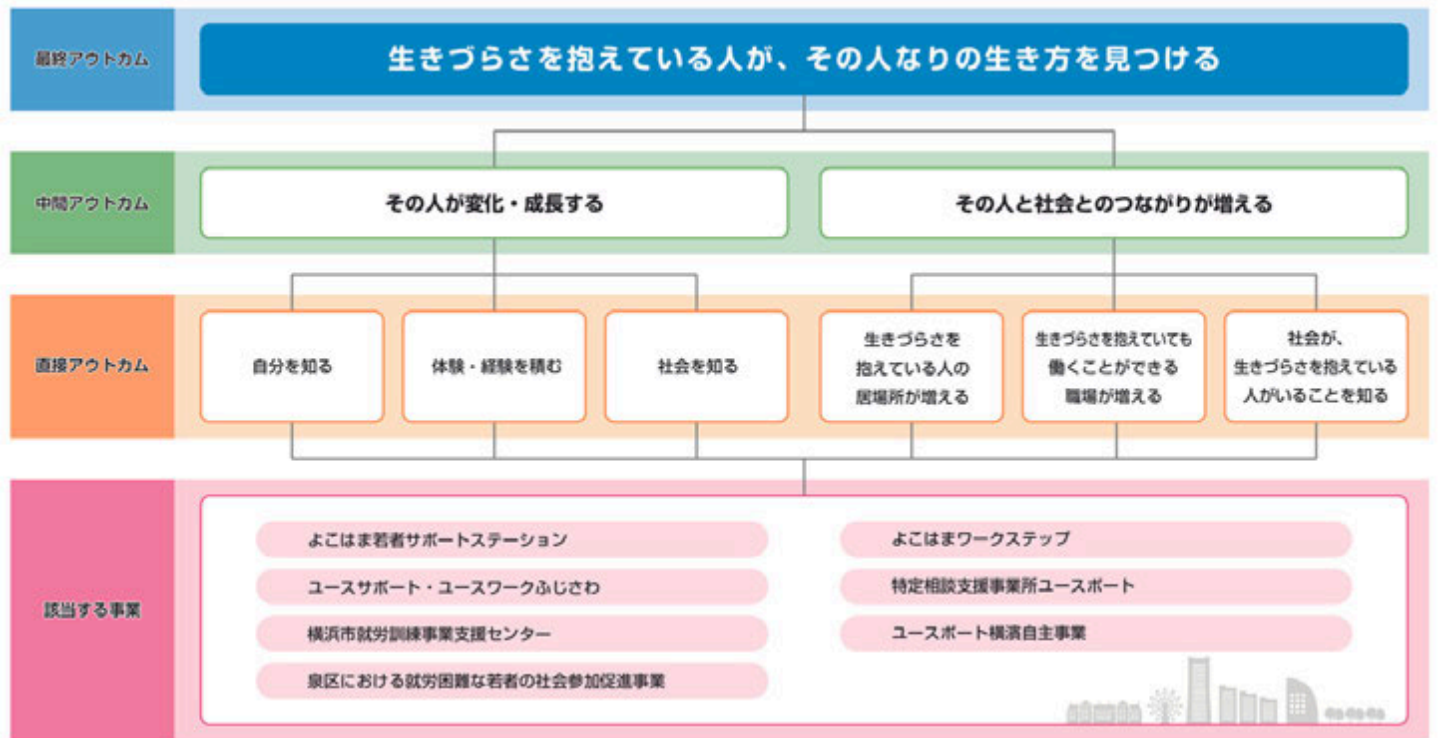 最終アウトカム
生きづらさを抱えている人が、その人なりの生き方を見つける
中間アウトカム
その人が変化・成長する
その人と社会とのつながりが増える
直接アウトカム
自分を知る
体験・経験を積む
社会を知る
生きづらさを
抱えている人の
居場所が増える
生きづらさを抱えていても
働くことができる
職場が増える
社会が、
生きづらさを抱えている
人がいることを知る
該当する事業
よこはま若者サポートステーション
ユースサポート・ユースワークふじさわ
横浜市就労訓練事業支援センター
泉区における就労困難な若者の社会参加促進事業
よこはまワークステップ
特定相談支援事業所ユースポート
ユースポート横濱自主事業